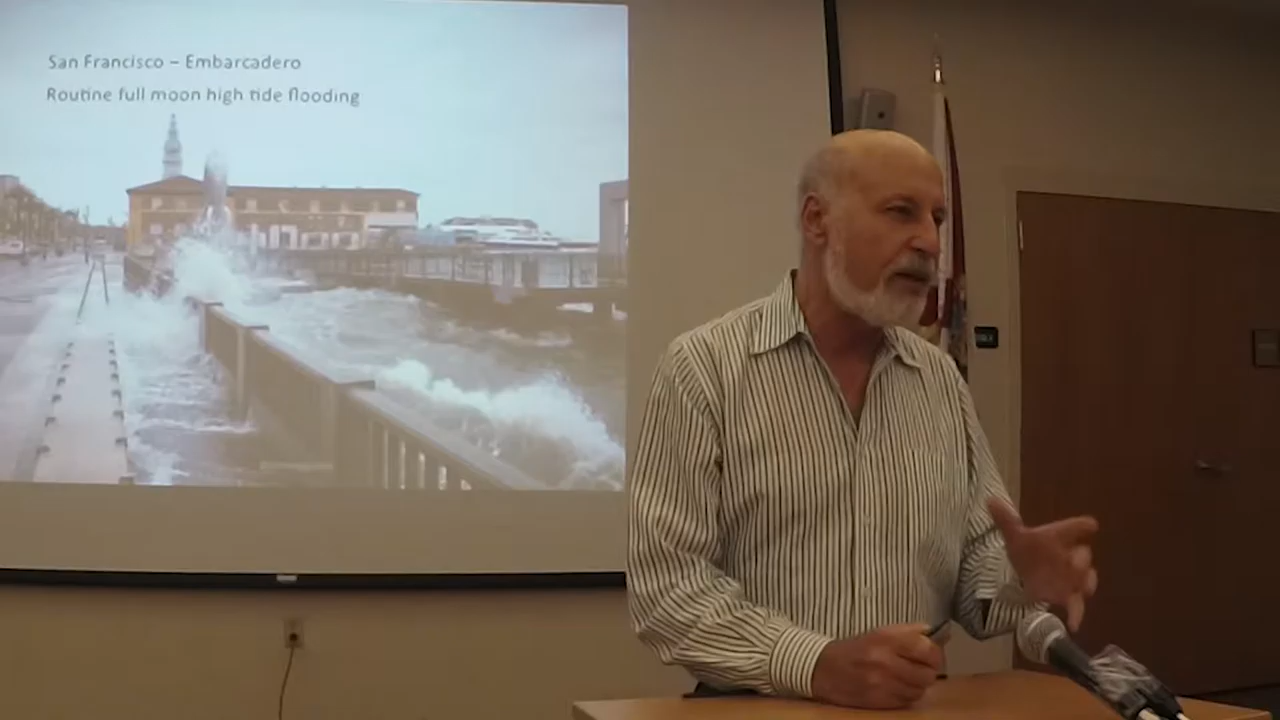 San Francisco – Embarcadero
Routine full moon high tide flooding